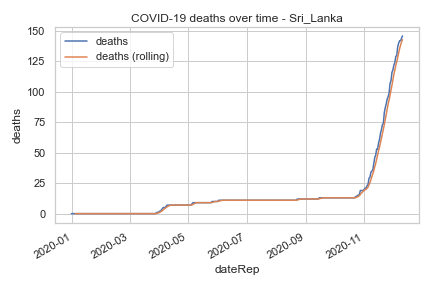 COVID-19 deaths over time - Sri_Lanka
deaths
deaths (rolling)
150
125
100
75
50
25
0
deaths
2020-01
2020-03
2020-05
2020-07
2020-09
2020-11
dateRep